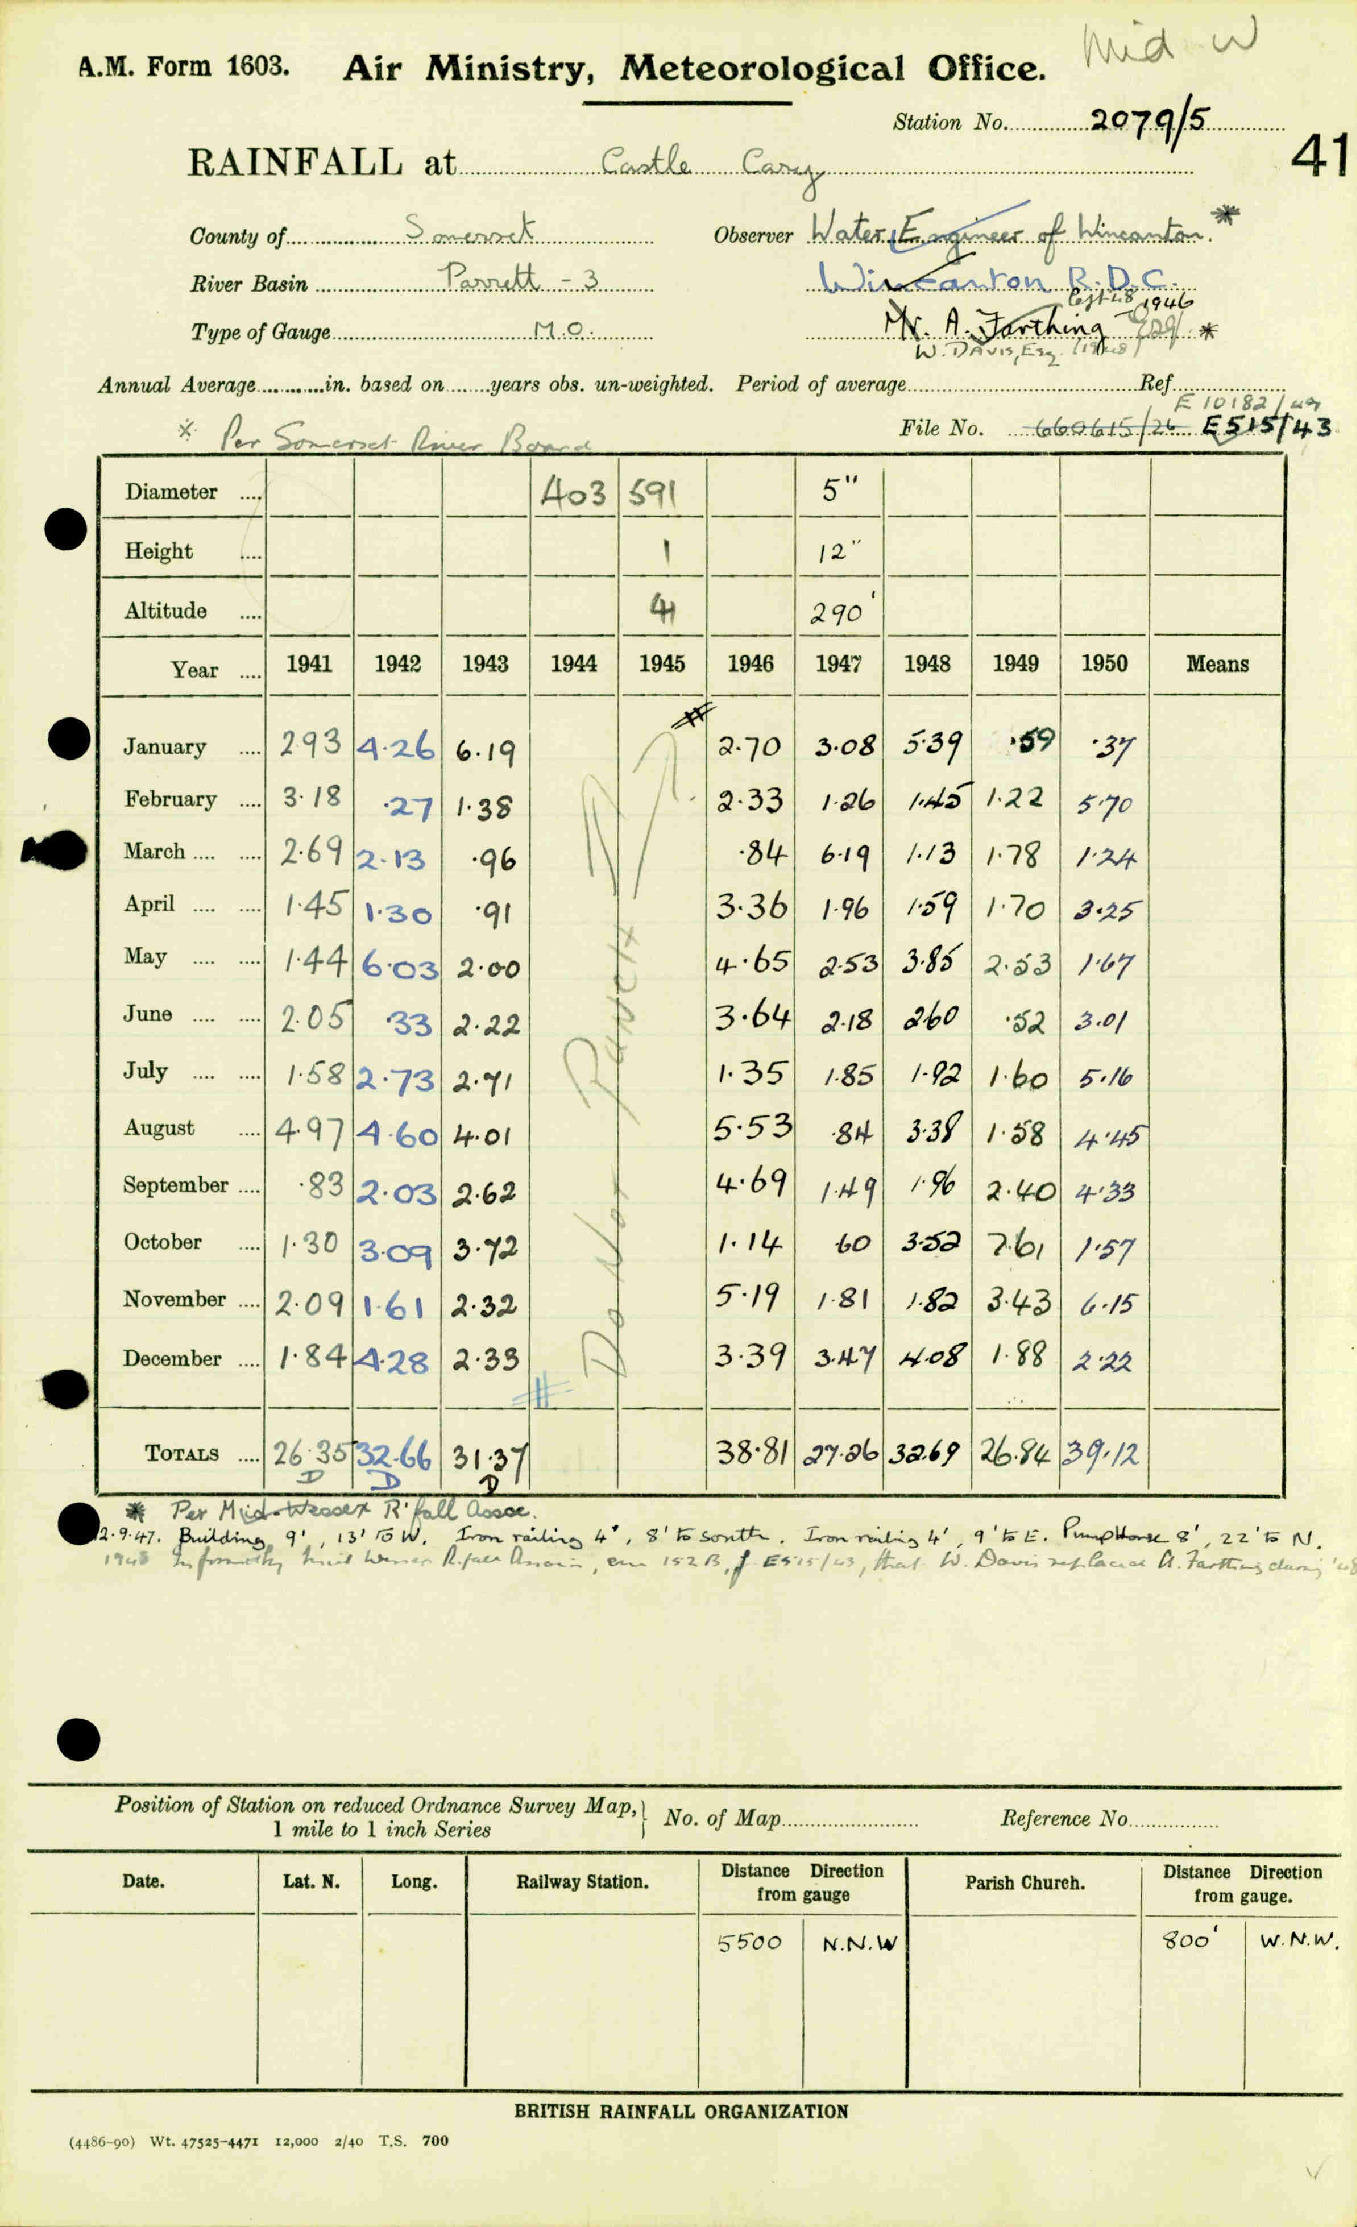 Mid W
A.M. Form 1603. Air Ministry, Meteorological Office.
Station No. 2079/5
41
RAINFALL at Castle Cary
County of Somerset Observer Water Engineer of Wincanton. *
River Basin Parrett - 3 Wincanton R.D.C.
Type of Gauge M.O. Mr. A. Farthing 1946 *
W. DAVIS, Esq. (1948)
Annual Average in. based on years obs. un-weighted. Period of average Ref
E 10182/49
* Per Somerset River Board File No. 660615/26 E515/43
Diameter 403 591 5"
Height 1 12"
Altitude 41 290'
Year 1941 1942 1943 1944 1945 1946 1947 1948 1949 1950 Means
January 2.93 4.26 6.19 2.70 3.08 5.39 .59 .37
February 3.18 .27 1.38 2.33 1.26 1.45 1.22 5.70
March 2.69 2.13 .96 .84 6.19 1.13 1.78 1.24
April 1.45 1.30 .91 3.36 1.96 1.59 1.70 3.25
May 1.44 6.03 2.00 4.65 2.53 3.85 2.53 1.67
June 2.05 .33 2.22 3.64 2.18 2.60 .52 3.01
July 1.58 2.73 2.71 1.35 1.85 1.92 1.60 5.16
August 4.97 4.60 4.01 5.53 .84 3.38 1.58 4.45
September .83 2.03 2.62 4.69 1.49 1.96 2.40 4.33
October 1.30 3.09 3.72 1.14 .60 3.52 7.61 1.57
November 2.09 1.61 2.32 5.19 1.81 1.82 3.43 6.15
December 1.84 4.28 2.33 3.39 3.47 4.08 1.88 2.22
Do Not PUNCH
TOTALS 26.35 32.66 31.37 38.81 27.26 32.69 26.84 39.12
D D D
* Per Mid-Wessex R'fall Assoc.
12.9.47. Building 9', 13' to W. Iron railing 4', 8' to south. Iron railing 4', 9' to E. Pump House 8', 22' to N.
1948 Wessex R.fall Assoc., 152 B, E515/43, that W. Davis replaced A. Farthing during '48
Position of Station on reduced Ordnance Survey Map, No. of Map Reference No.
1 mile to 1 inch Series
Date. Lat. N. Long. Railway Station. Distance Direction from gauge Parish Church. Distance Direction from gauge.
5500 N.N.W 800' W.N.W.
BRITISH RAINFALL ORGANIZATION
(4486-90) Wt. 47525-4471 12,000 2/40 T.S. 700